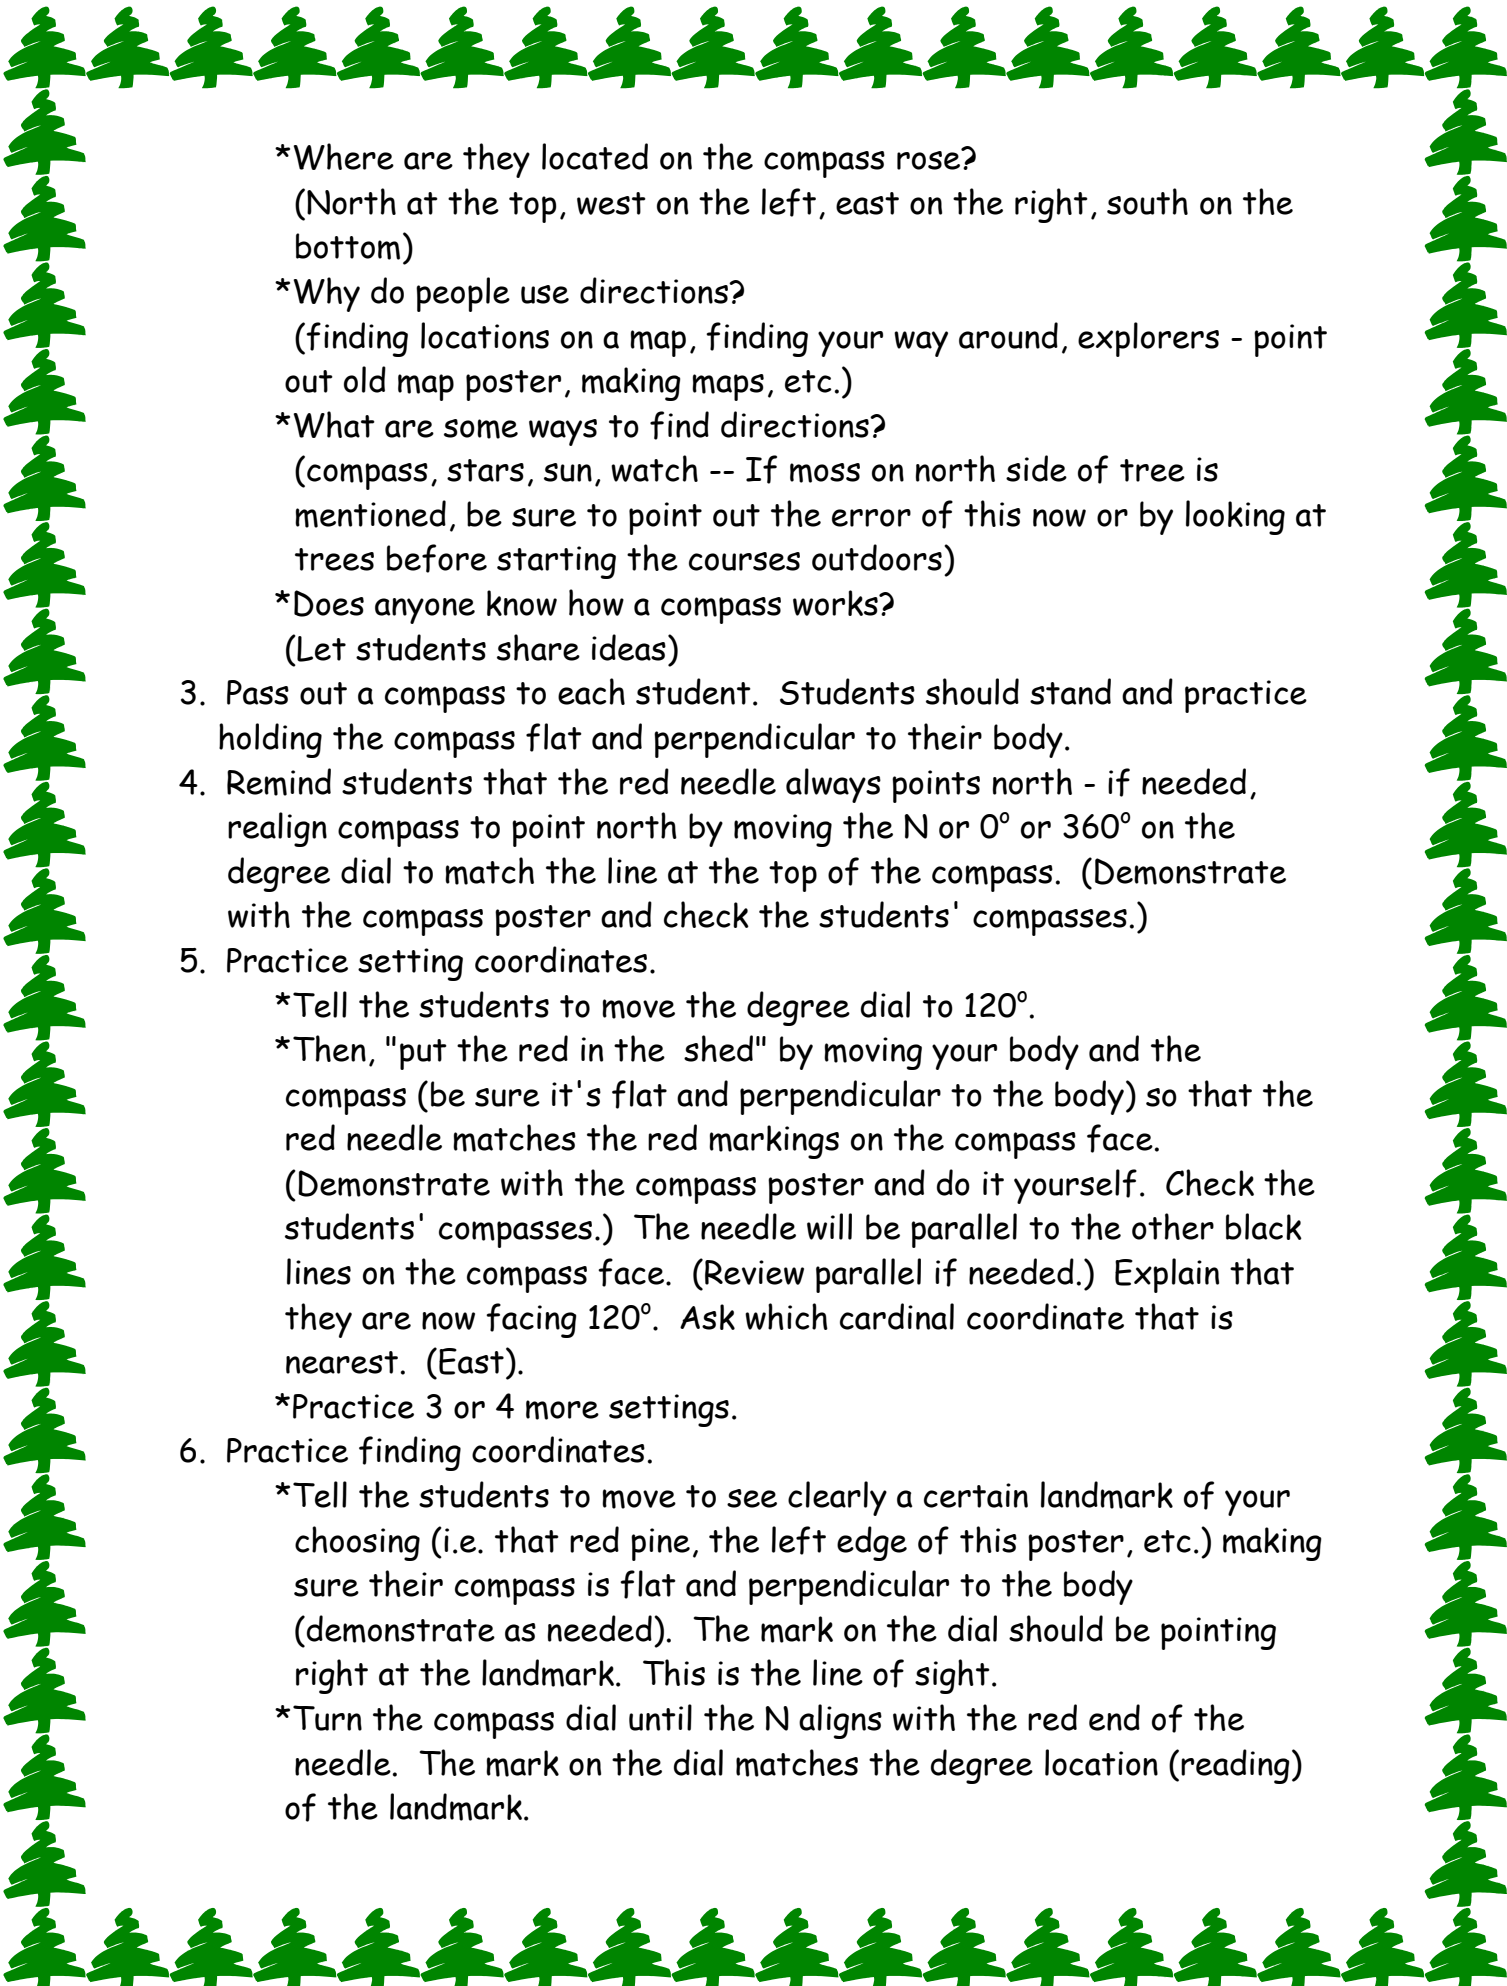 *Where are they located on the compass rose?
(North at the top, west on the left, east on the right, south on the
bottom)
*Why do people use directions?
(finding locations on a map, finding your way around, explorers - point
out old map poster, making maps, etc.)
*What are some ways to find directions?
(compass, stars, sun, watch -- If moss on north side of tree is
mentioned, be sure to point out the error of this now or by looking at
trees before starting the courses outdoors)
*Does anyone know how a compass works?
(Let students share ideas)
3. Pass out a compass to each student. Students should stand and practice
holding the compass flat and perpendicular to their body.
4. Remind students that the red needle always points north - if needed,
realign compass to point north by moving the N or 0º or 360º on the
degree dial to match the line at the top of the compass. (Demonstrate
with the compass poster and check the students' compasses.)
5. Practice setting coordinates.
*Tell the students to move the degree dial to 120º.
*Then, "put the red in the shed" by moving your body and the
compass (be sure it's flat and perpendicular to the body) so that the
red needle matches the red markings on the compass face.
(Demonstrate with the compass poster and do it yourself. Check the
students' compasses.) The needle will be parallel to the other black
lines on the compass face. (Review parallel if needed.) Explain that
they are now facing 120º. Ask which cardinal coordinate that is
nearest. (East).
*Practice 3 or 4 more settings.
6. Practice finding coordinates.
*Tell the students to move to see clearly a certain landmark of your
choosing (i.e. that red pine, the left edge of this poster, etc.) making
sure their compass is flat and perpendicular to the body
(demonstrate as needed). The mark on the dial should be pointing
right at the landmark. This is the line of sight.
*Turn the compass dial until the N aligns with the red end of the
needle. The mark on the dial matches the degree location (reading)
of the landmark.